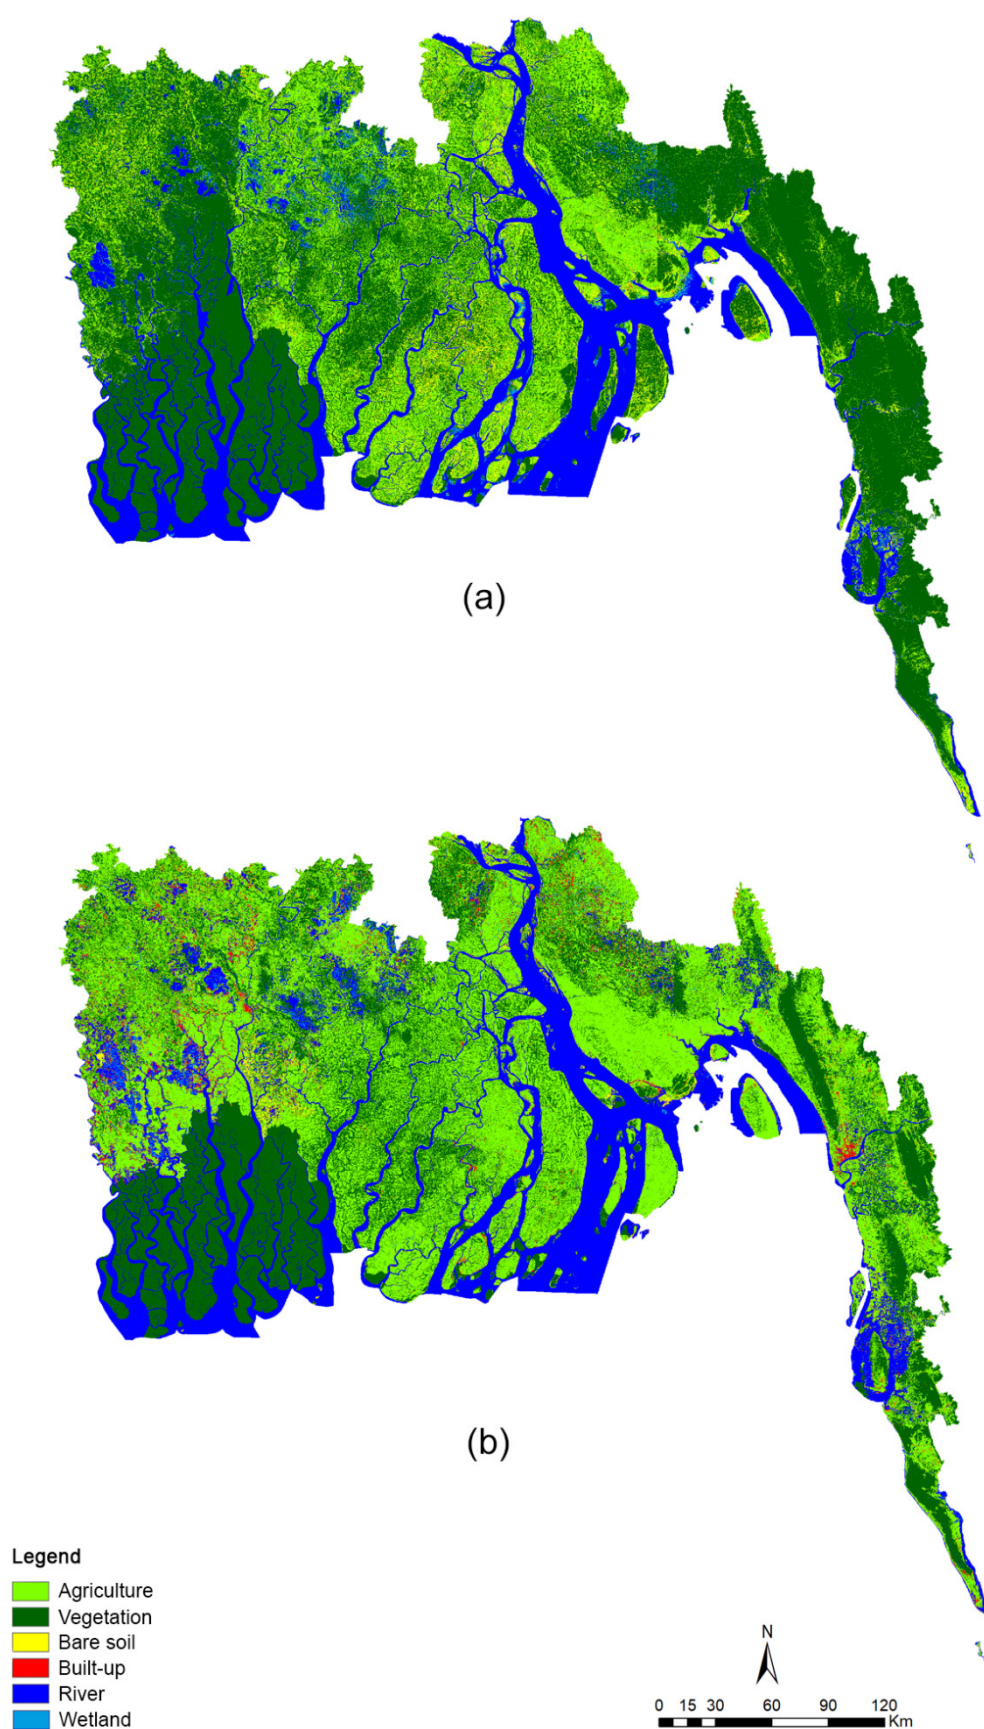 (a)
(b)
Legend
Agriculture
Vegetation
Bare soil
Built-up
River
Wetland
N
0 15 30 60 90 120
Km